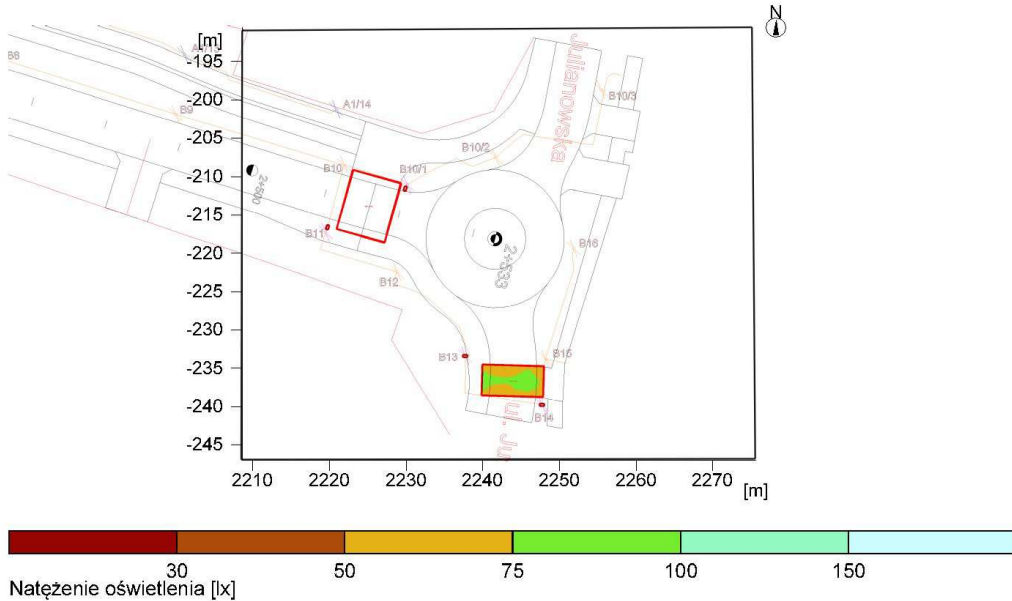 N
[m]
-195
-200
-205
-210
-215
-220
-225
-230
-235
-240
-245
B8
B9
A1/14
B10
B10/1
B10/2
B10/3
Julianowska
2+500
B11
B12
2+533
B16
B13
B15
B14
ul. Ju
2210 2220 2230 2240 2250 2260 2270
[m]
30 50 75 100 150
Natężenie oświetlenia [lx]